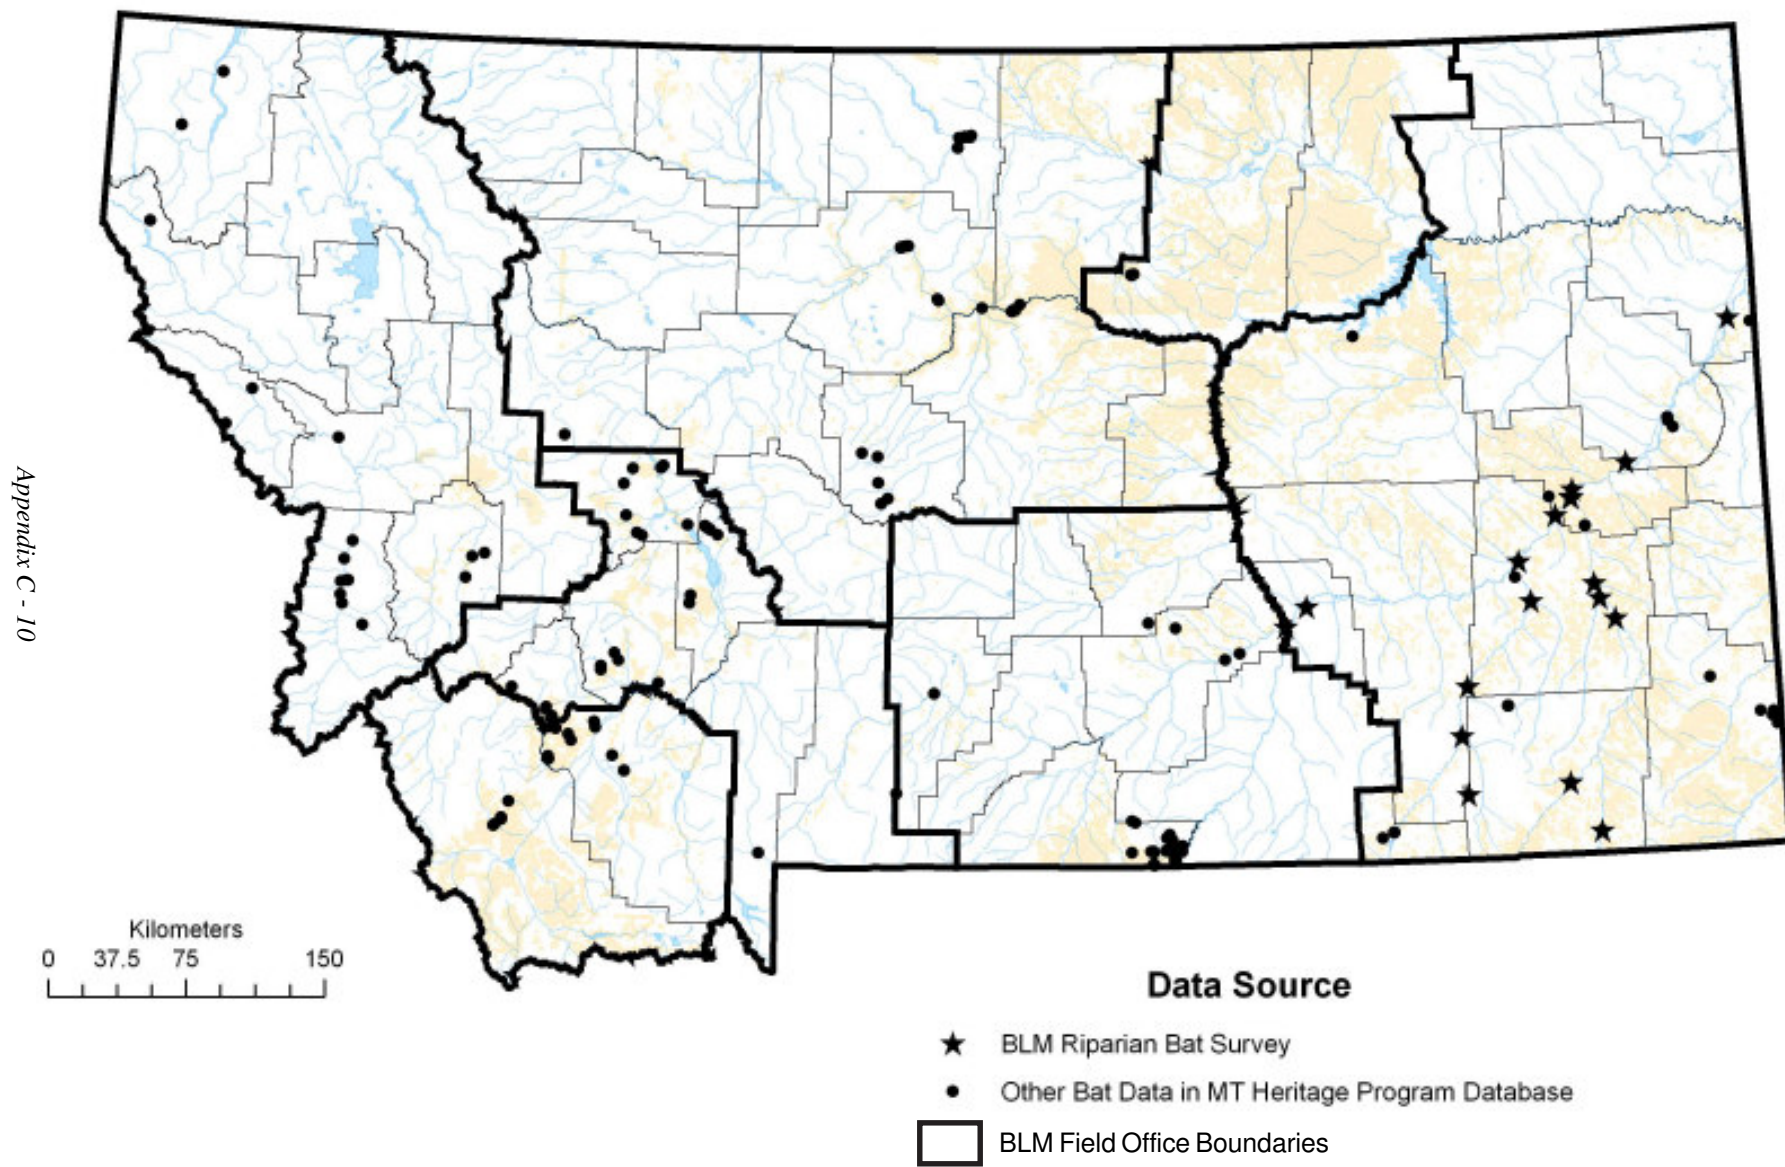 Appendix C - 10
Kilometers
0 37.5 75 150
Data Source
BLM Riparian Bat Survey
Other Bat Data in MT Heritage Program Database
BLM Field Office Boundaries